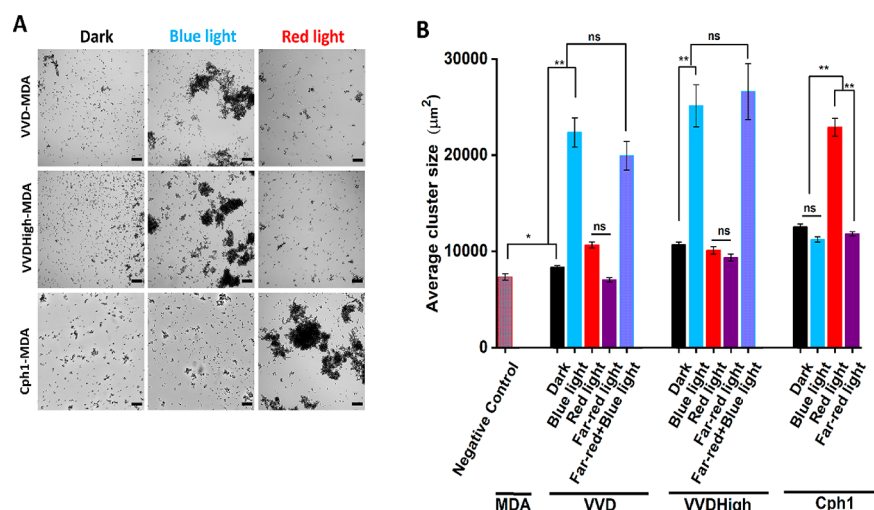 A
Dark Blue light Red light
VVD-MDA
VVDHigh-MDA
Cph1-MDA
B
Average cluster size (μm²)
30000
20000
10000
0
* ** ns ns
** ns ns
ns ** **
Negative Control
Dark
Blue light
Red light
Far-red light
Far-red+Blue light
Dark
Blue light
Red light
Far-red light
Far-red+Blue light
Dark
Blue light
Red light
Far-red light
MDA VVD VVDHigh Cph1